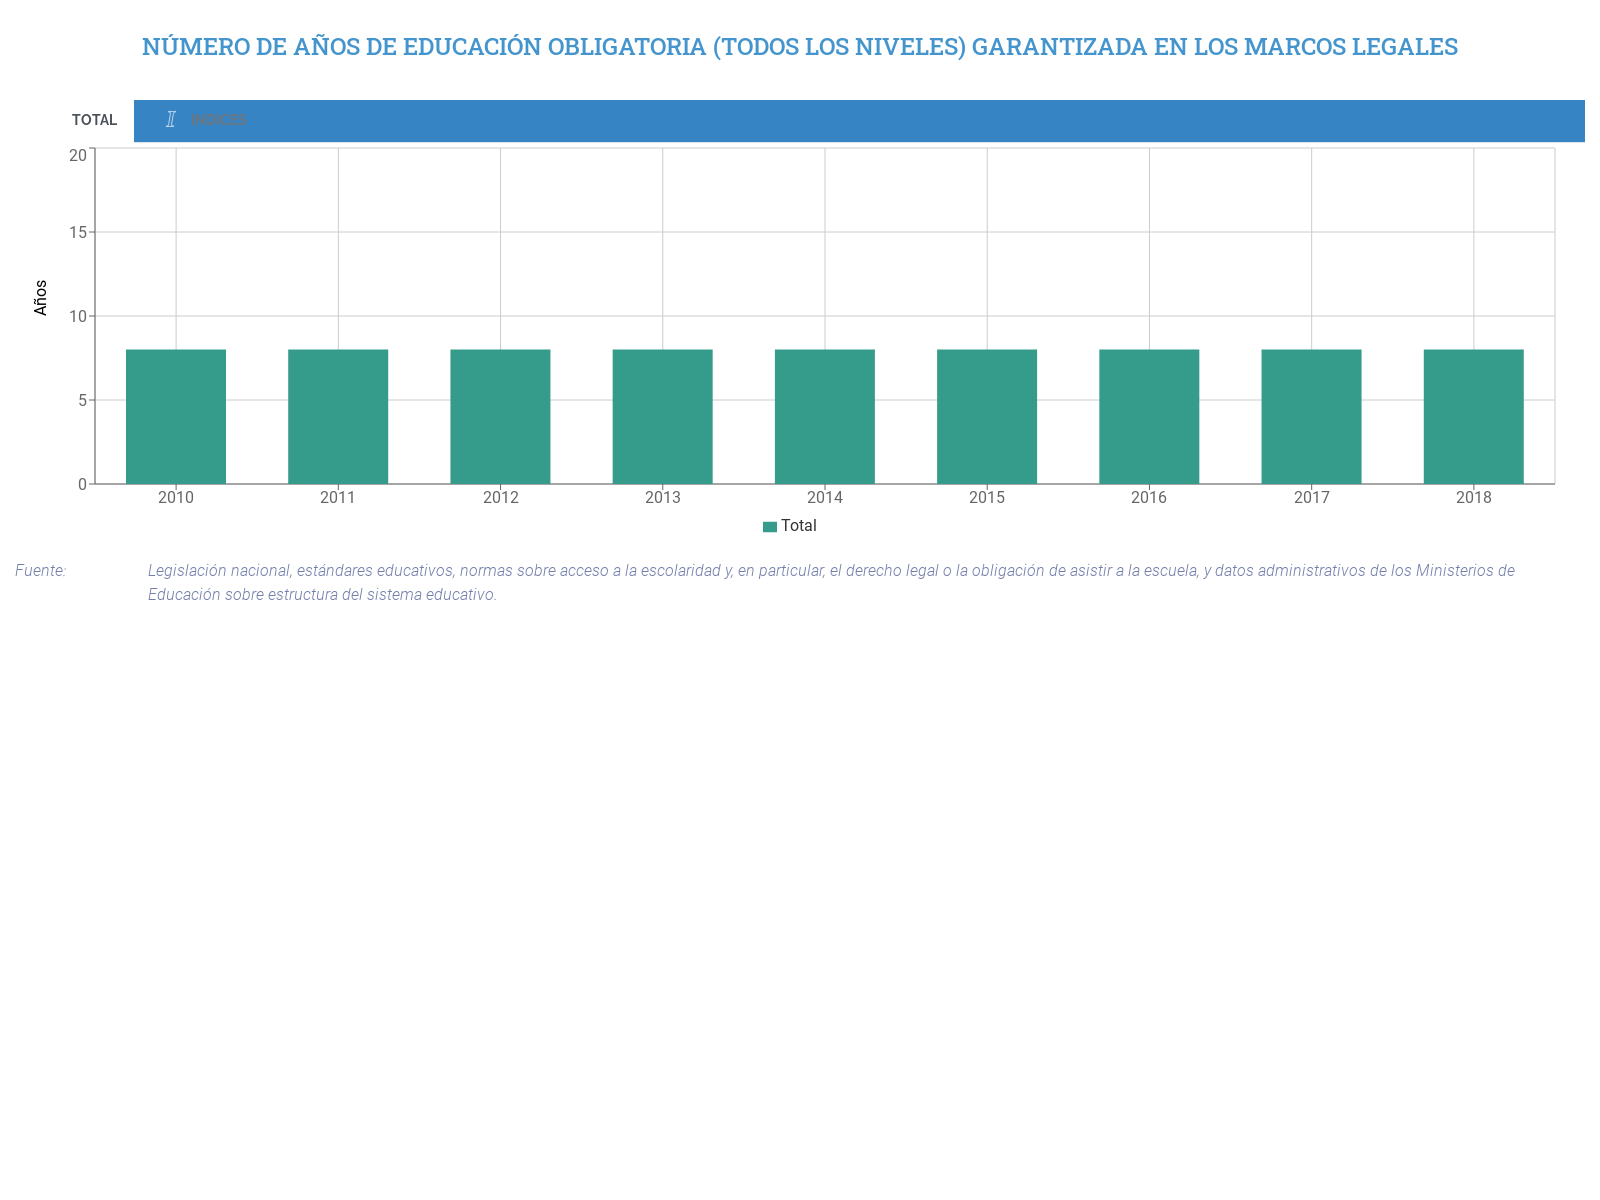 NÚMERO DE AÑOS DE EDUCACIÓN OBLIGATORIA (TODOS LOS NIVELES) GARANTIZADA EN LOS MARCOS LEGALES
TOTAL
I INDICES
20
15
10
5
0
Años
2010 2011 2012 2013 2014 2015 2016 2017 2018
Total
Fuente: Legislación nacional, estándares educativos, normas sobre acceso a la escolaridad y, en particular, el derecho legal o la obligación de asistir a la escuela, y datos administrativos de los Ministerios de
Educación sobre estructura del sistema educativo.